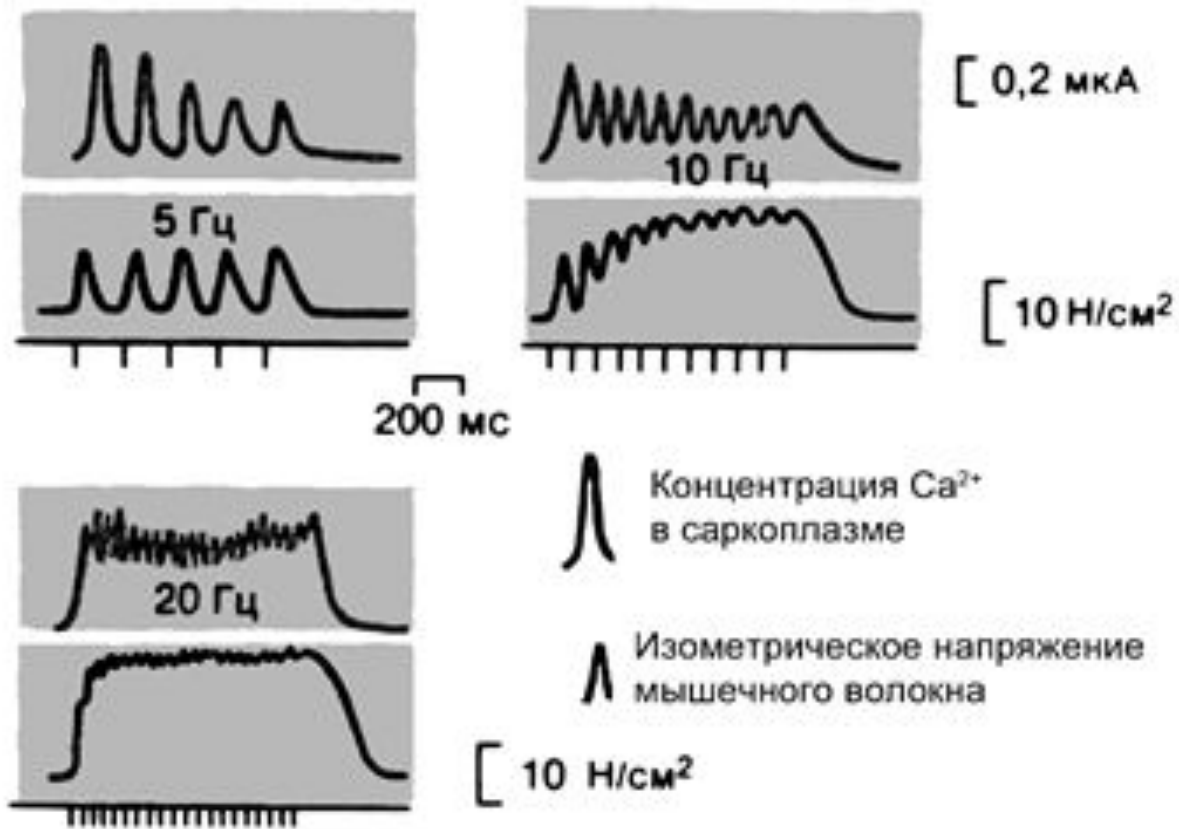 0,2 мкА
5 Гц
10 Гц
10 Н/см²
200 мс
Концентрация Ca²⁺
в саркоплазме
20 Гц
Изометрическое напряжение
мышечного волокна
10 Н/см²